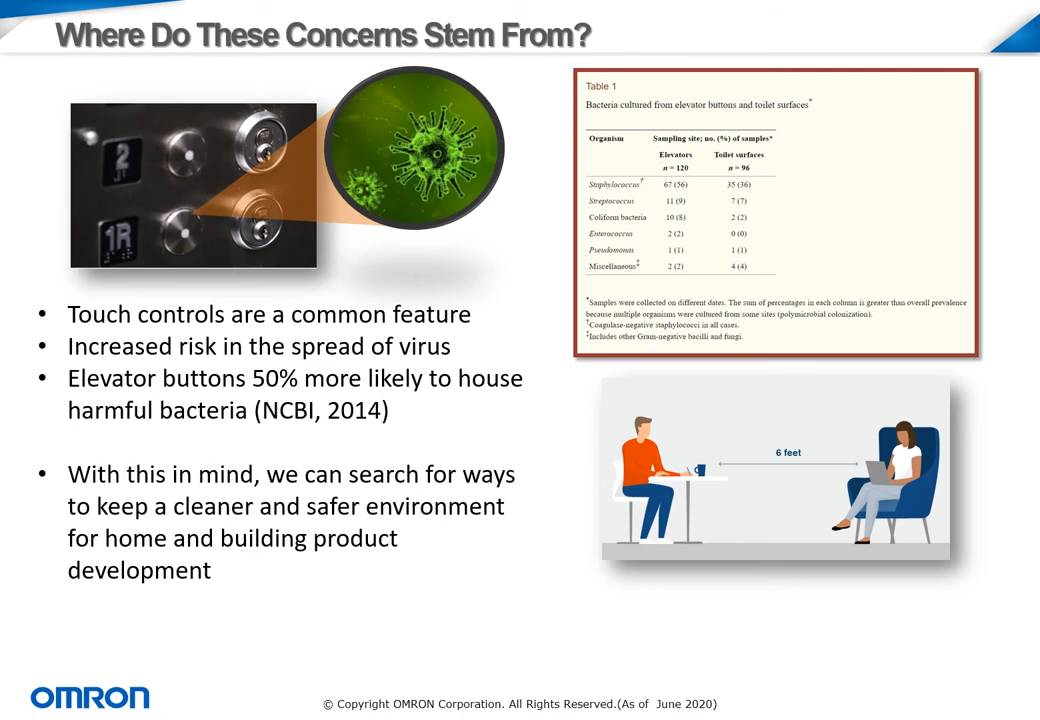 Where Do These Concerns Stem From?
2
1R
• Touch controls are a common feature
• Increased risk in the spread of virus
• Elevator buttons 50% more likely to house
harmful bacteria (NCBI, 2014)
• With this in mind, we can search for ways
to keep a cleaner and safer environment
for home and building product
development
Table 1
Bacteria cultured from elevator buttons and toilet surfaces*
Organism Sampling site; no. (%) of samples*
Elevators Toilet surfaces
n = 120 n = 96
Staphylococcus† 67 (56) 35 (36)
Streptococcus 11 (9) 7 (7)
Coliform bacteria 10 (8) 2 (2)
Enterococcus 2 (2) 0 (0)
Pseudomonas 1 (1) 1 (1)
Miscellaneous‡ 2 (2) 4 (4)
*Samples were collected on different dates. The sum of percentages in each column is greater than overall prevalence
because multiple organisms were cultured from some sites (polymicrobial colonization).
†Coagulase-negative staphylococci in all cases.
‡Includes other Gram-negative bacilli and fungi.
6 feet
OMRON
© Copyright OMRON Corporation. All Rights Reserved.(As of June 2020)